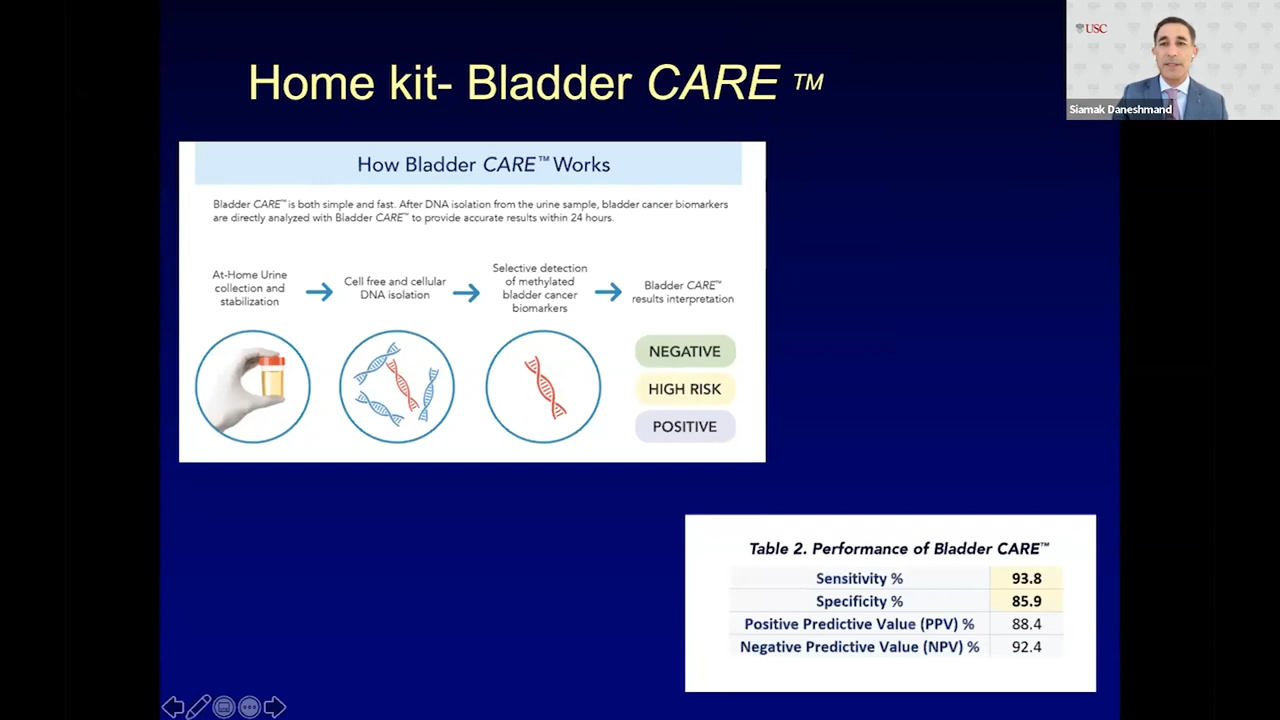 Home kit- Bladder CARE TM
USC
Siamak Daneshmand
How Bladder CARE™ Works
Bladder CARE™ is both simple and fast. After DNA isolation from the urine sample, bladder cancer biomarkers
are directly analyzed with Bladder CARE™ to provide accurate results within 24 hours.
At-Home Urine
collection and
stabilization
Cell free and cellular
DNA isolation
Selective detection
of methylated
bladder cancer
biomarkers
Bladder CARE™
results interpretation
NEGATIVE
HIGH RISK
POSITIVE
Table 2. Performance of Bladder CARE™
Sensitivity % 93.8
Specificity % 85.9
Positive Predictive Value (PPV) % 88.4
Negative Predictive Value (NPV) % 92.4